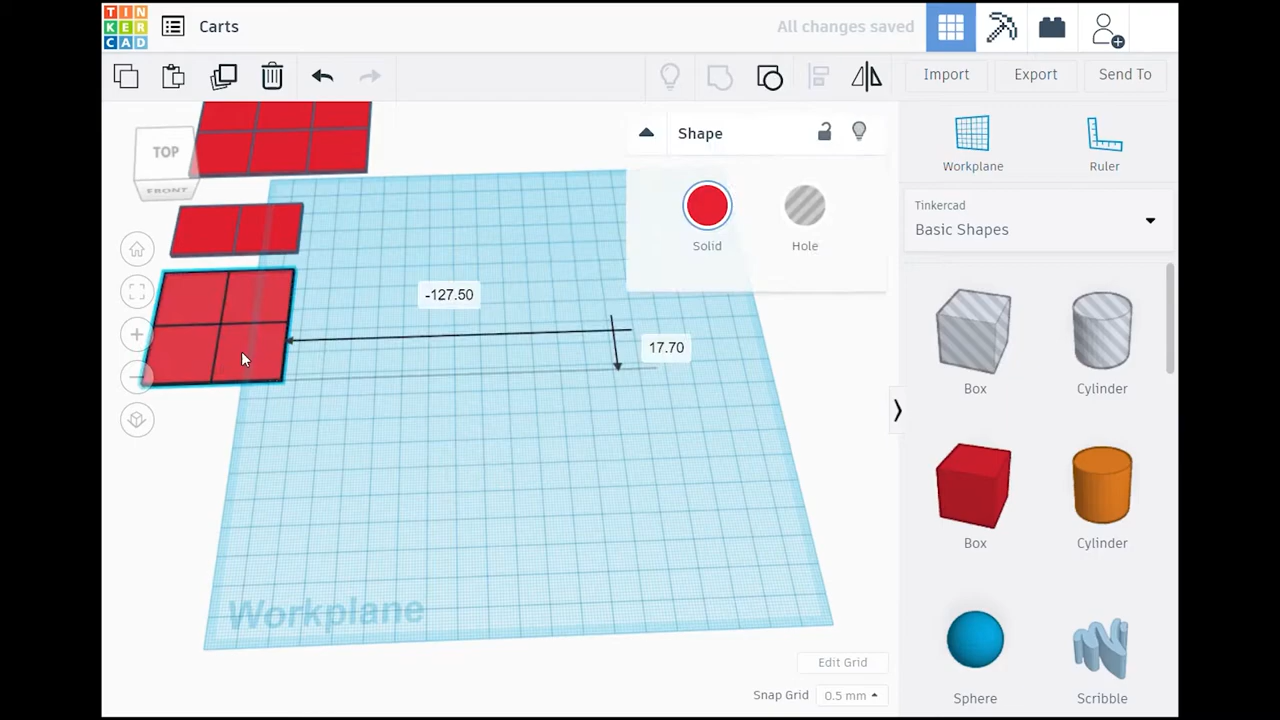 TIN
KER
CAD
Carts
All changes saved
Import
Export
Send To
TOP
FRONT
Shape
Solid
Hole
Workplane
Ruler
Tinkercad
Basic Shapes
-127.50
17.70
Box
Cylinder
Box
Cylinder
Sphere
Scribble
Workplane
Edit Grid
Snap Grid
0.5 mm